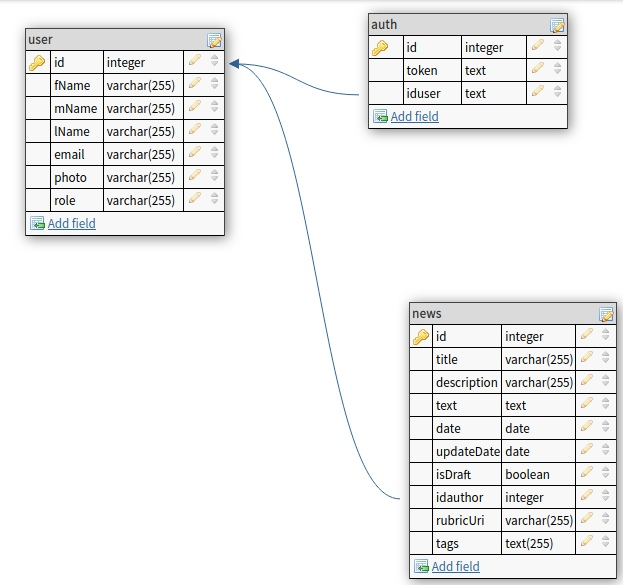 user
id integer
fName varchar(255)
mName varchar(255)
lName varchar(255)
email varchar(255)
photo varchar(255)
role varchar(255)
Add field
auth
id integer
token text
iduser text
Add field
news
id integer
title varchar(255)
description varchar(255)
text text
date date
updateDate date
isDraft boolean
idauthor integer
rubricUri varchar(255)
tags text(255)
Add field